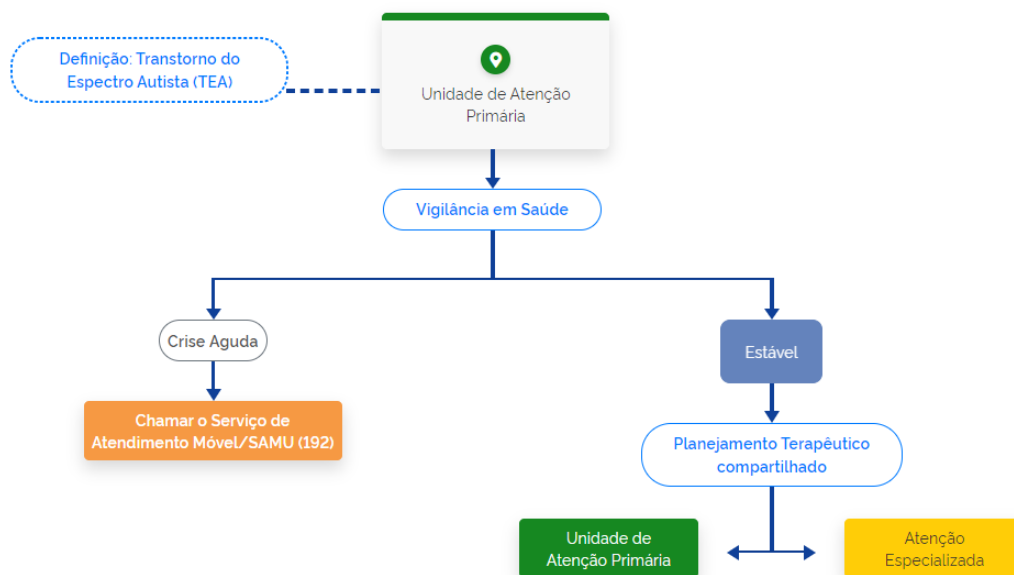 Definição: Transtorno do
Espectro Autista (TEA)
Unidade de Atenção
Primária
Vigilância em Saúde
Crise Aguda
Estável
Chamar o Serviço de
Atendimento Móvel/SAMU (192)
Planejamento Terapêutico
compartilhado
Unidade de
Atenção Primária
Atenção
Especializada